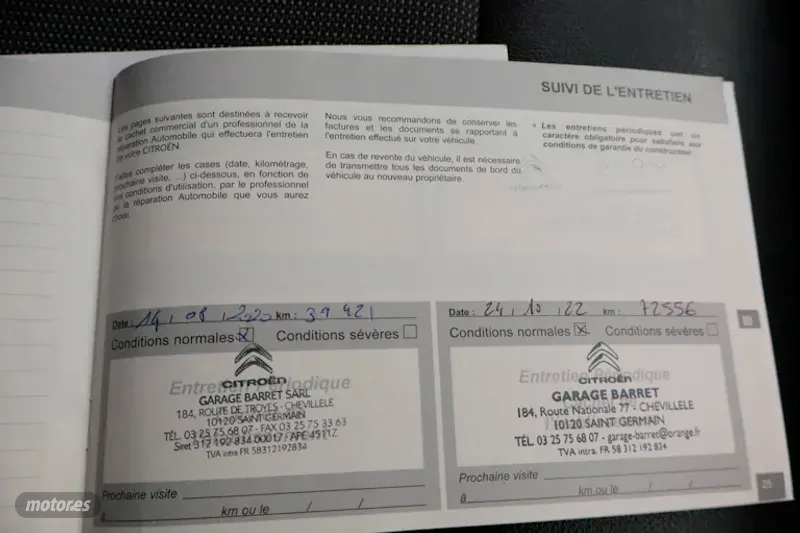 SUIVI DE L'ENTRETIEN
Les pages suivantes sont destinées à recevoir
le cachet commercial d'un professionnel de la
réparation Automobile qui effectuera l'entretien
de votre CITROËN.
Faites compléter les cases (date, kilométrage,
prochaine visite, ...) ci-dessous, en fonction de
vos conditions d'utilisation, par le professionnel
de la réparation Automobile que vous aurez
choisi.
Nous vous recommandons de conserver les
factures et les documents se rapportant à
l'entretien effectué sur votre véhicule.
En cas de revente du véhicule, il est nécessaire
de transmettre tous les documents de bord du
véhicule au nouveau propriétaire.
* Les entretiens périodiques ont un
caractère obligatoire pour satisfaire aux
conditions de garantie du constructeur.
Date : 14 / 08 / 2020 km : 39 421
Conditions normales Conditions sévères
Entretien Périodique
CITROËN
GARAGE BARRET SARL
184, ROUTE DE TROYES - CHEVILLELE
10120 SAINT GERMAIN
TÉL. 03 25 75 68 07 - FAX 03 25 75 33 63
Siret 312 192 834 00017 - APE 4511Z
TVA intra FR 58312192834
Prochaine visite
à km ou le / /
Date : 24 / 10 / 22 km : 72556
Conditions normales Conditions sévères
Entretien Périodique
CITROËN
GARAGE BARRET
184, Route Nationale 77 - CHEVILLELE
10120 SAINT GERMAIN
TÉL. 03 25 75 68 07 - garage-barret@orange.fr
TVA intra. FR 58 312 192 834
Prochaine visite
à km ou le / /
25
motor.es